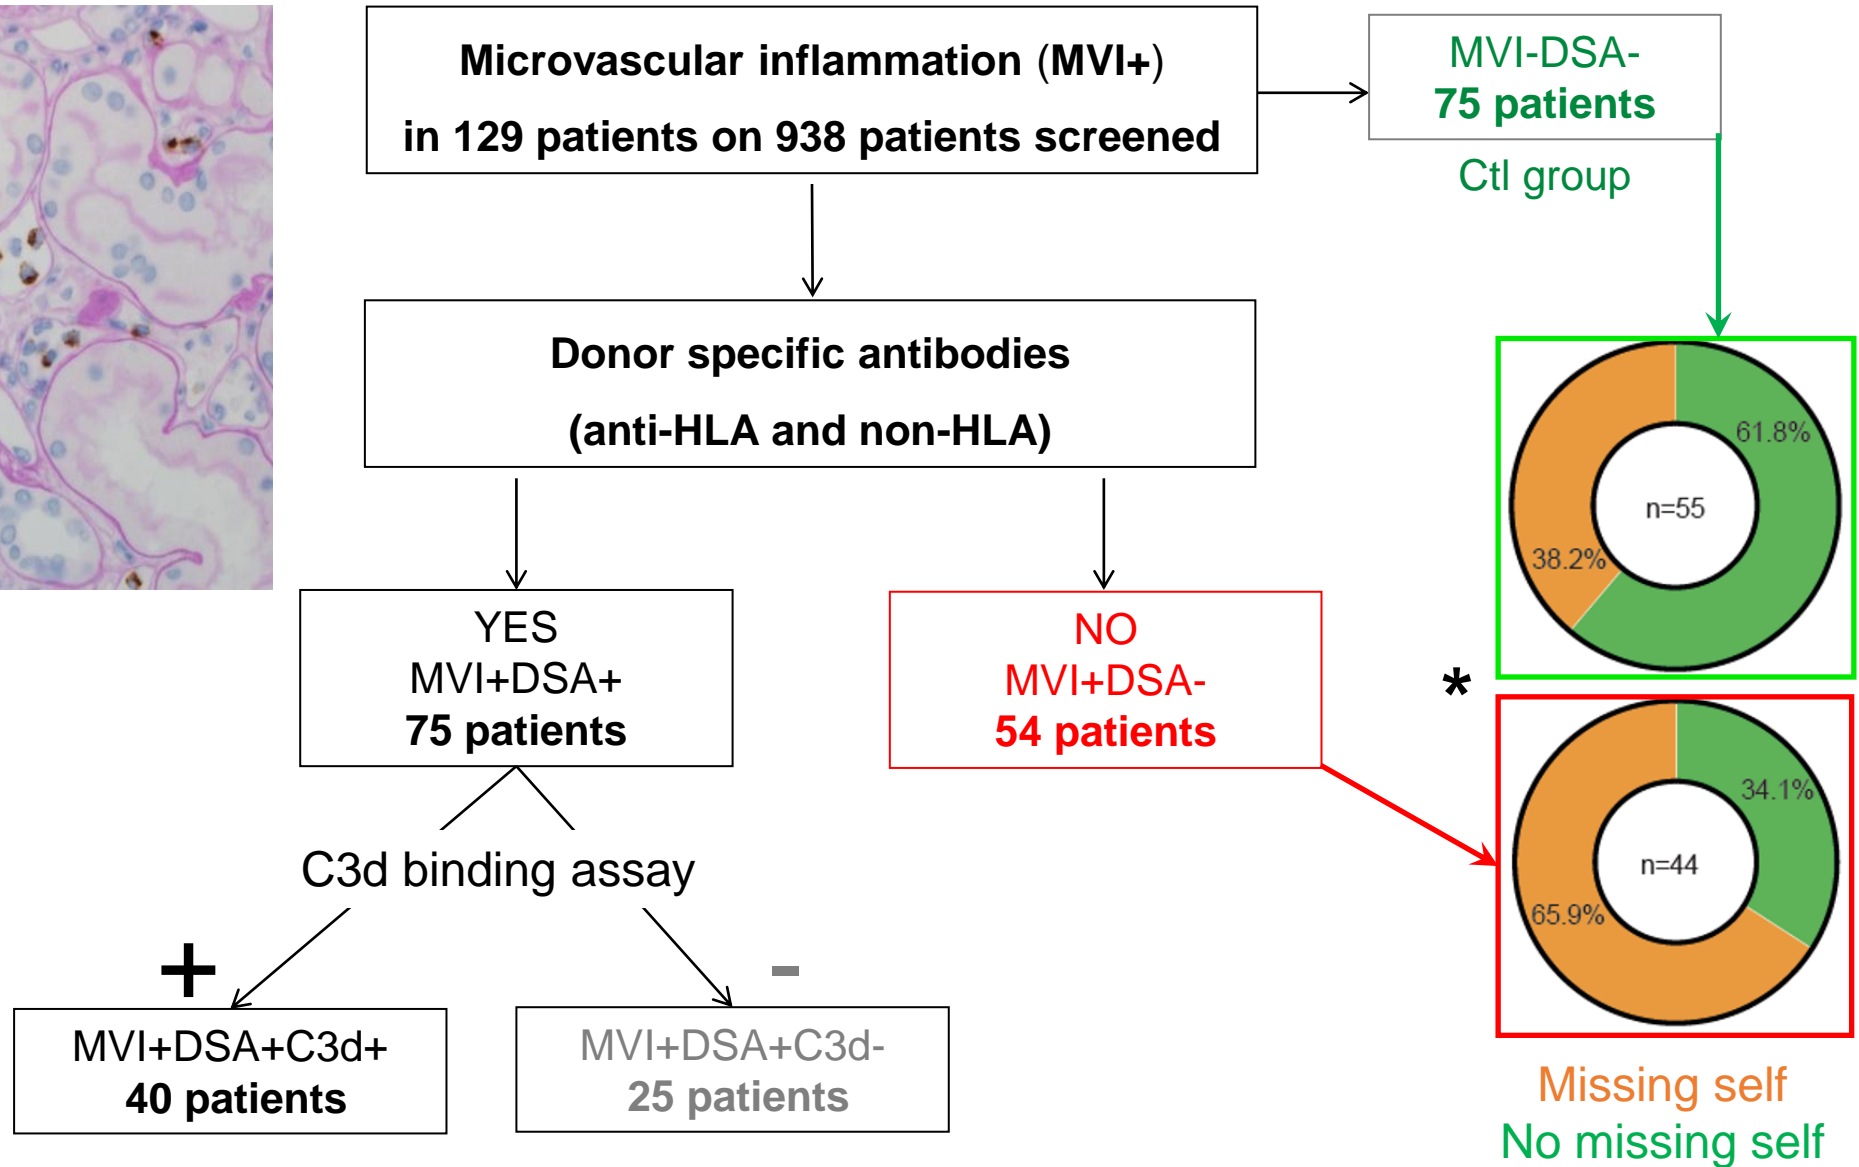 Microvascular inflammation (MVI+)
in 129 patients on 938 patients screened
MVI-DSA-
75 patients
Ctl group
Donor specific antibodies
(anti-HLA and non-HLA)
61.8%
n=55
38.2%
YES
MVI+DSA+
75 patients
NO
MVI+DSA-
54 patients
*
34.1%
n=44
65.9%
C3d binding assay
+
-
MVI+DSA+C3d+
40 patients
MVI+DSA+C3d-
25 patients
Missing self
No missing self